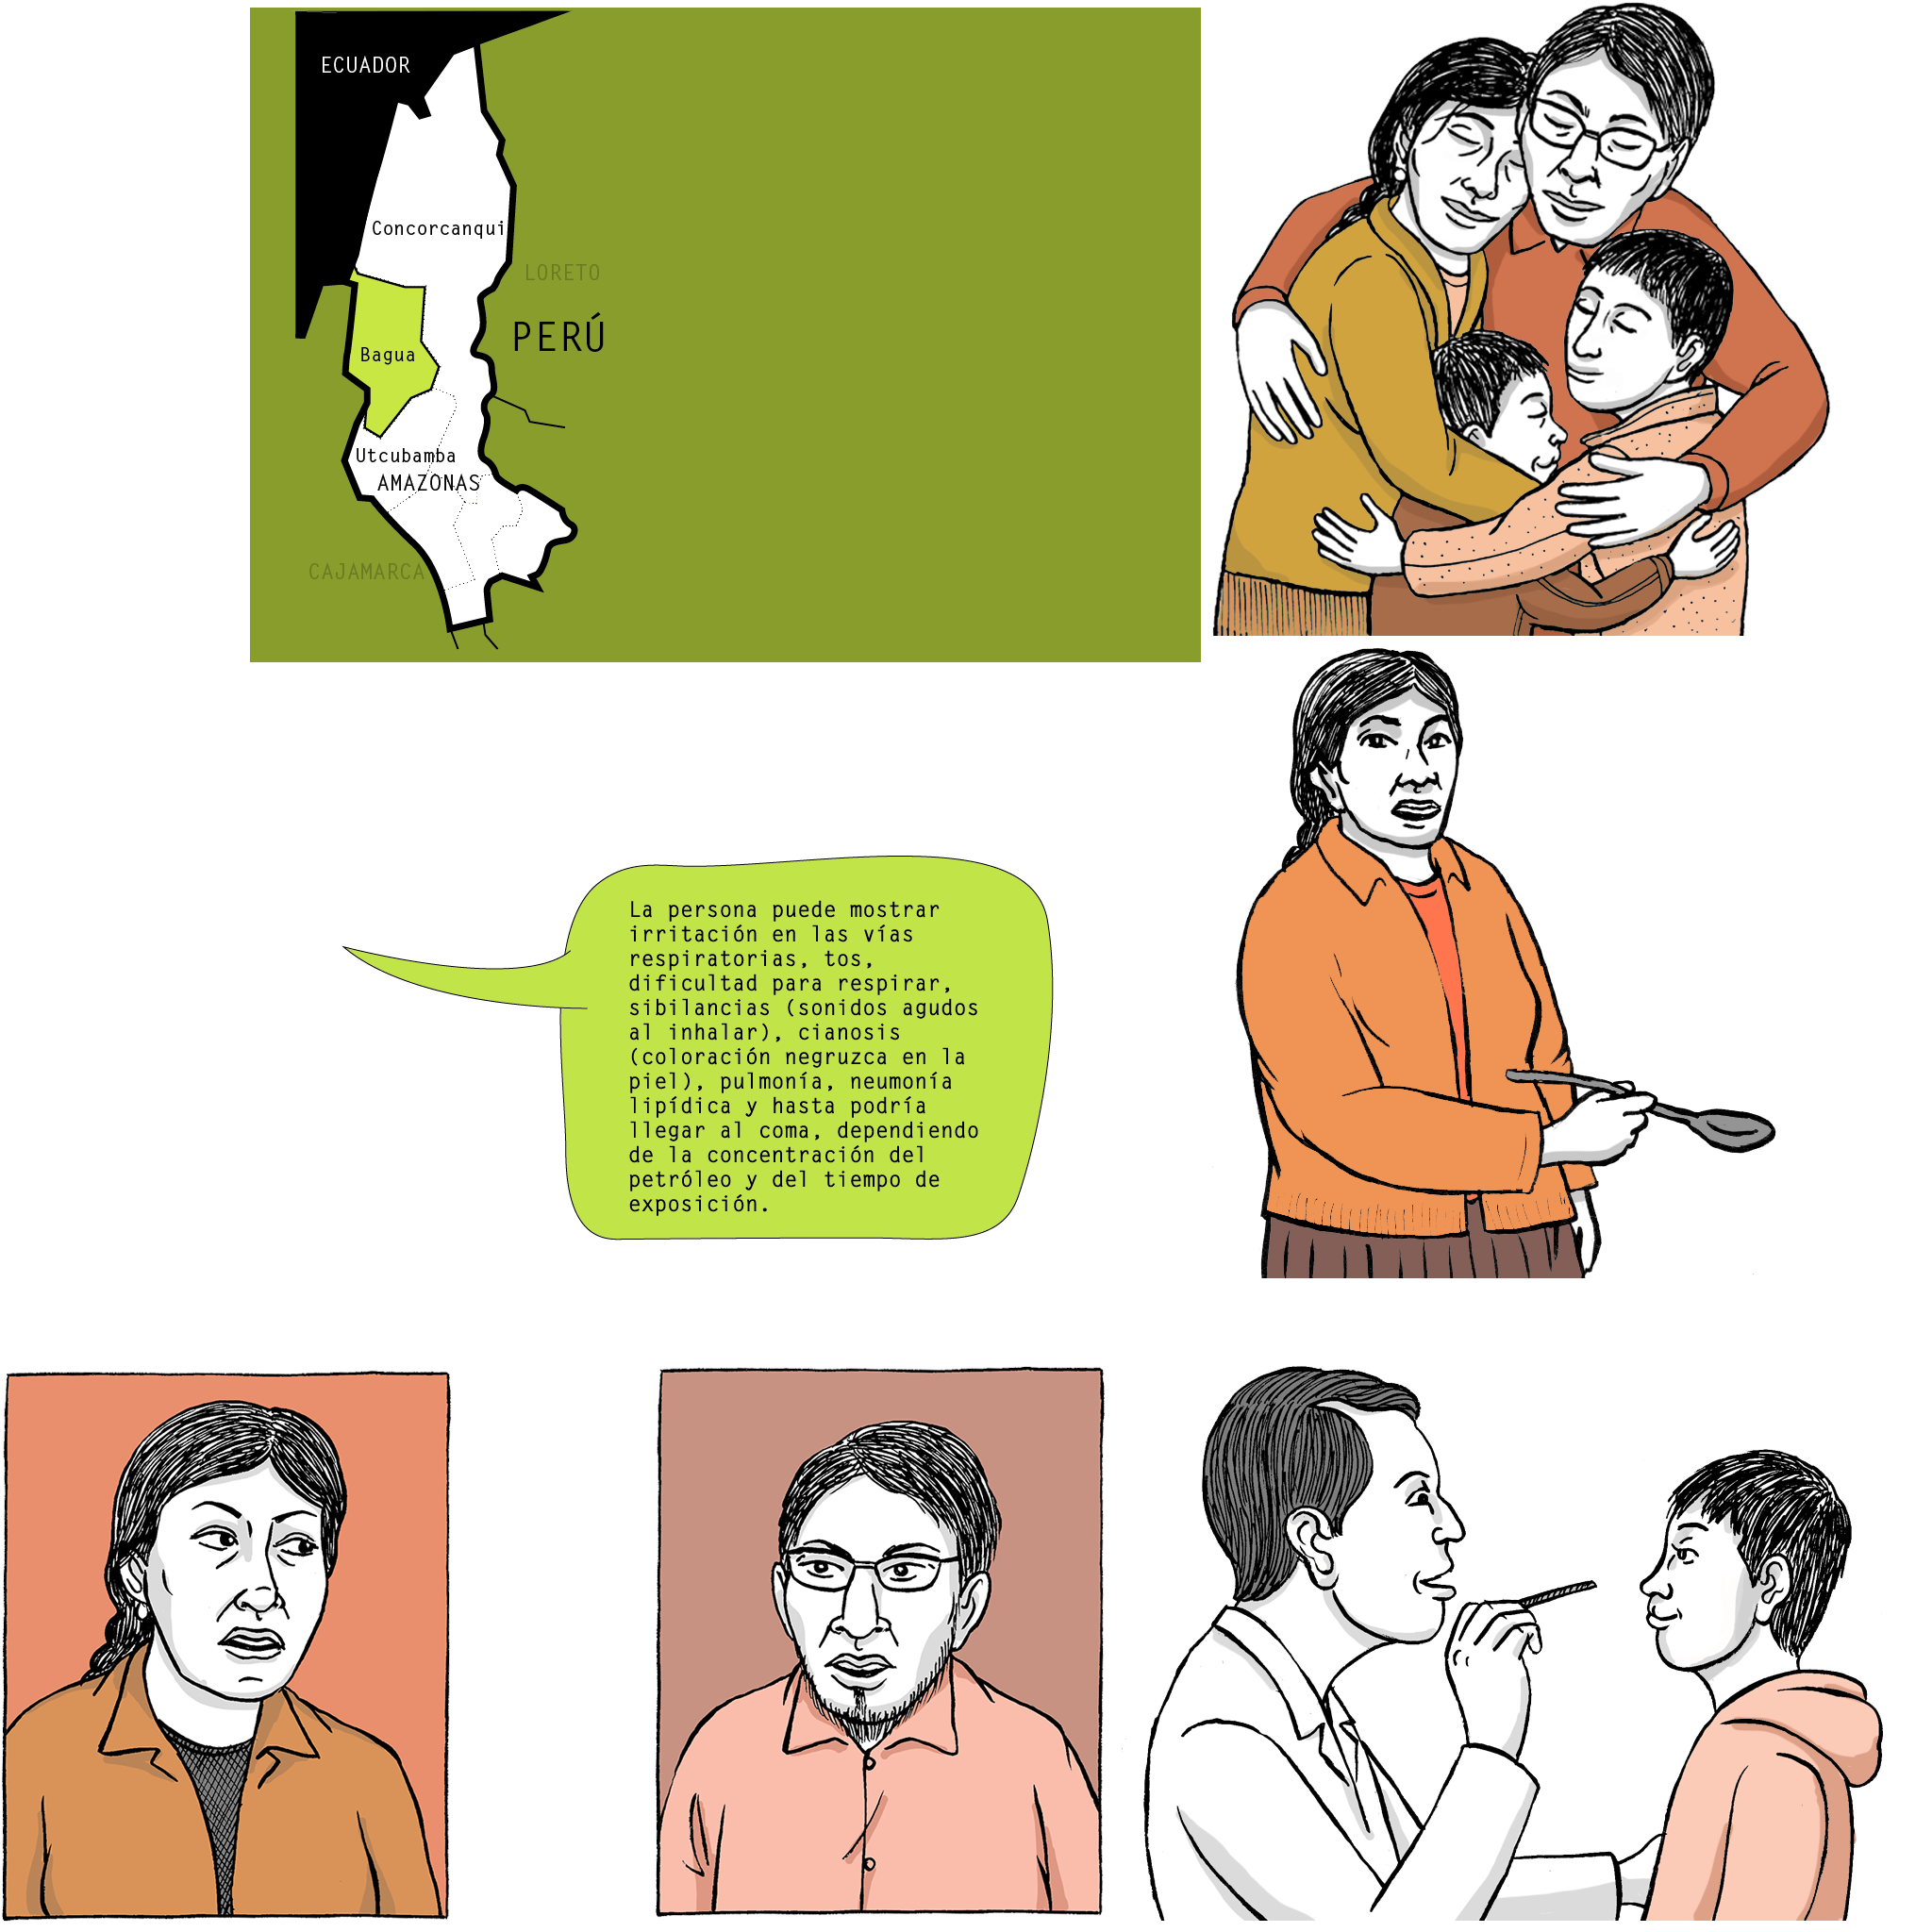 ECUADOR
Concorcanqui
LORETO
PERÚ
Bagua
Utcubamba
AMAZONAS
CAJAMARCA
La persona puede mostrar
irritación en las vías
respiratorias, tos,
dificultad para respirar,
sibilancias (sonidos agudos
al inhalar), cianosis
(coloración negruzca en la
piel), pulmonía, neumonía
lipídica y hasta podría
llegar al coma, dependiendo
de la concentración del
petróleo y del tiempo de
exposición.